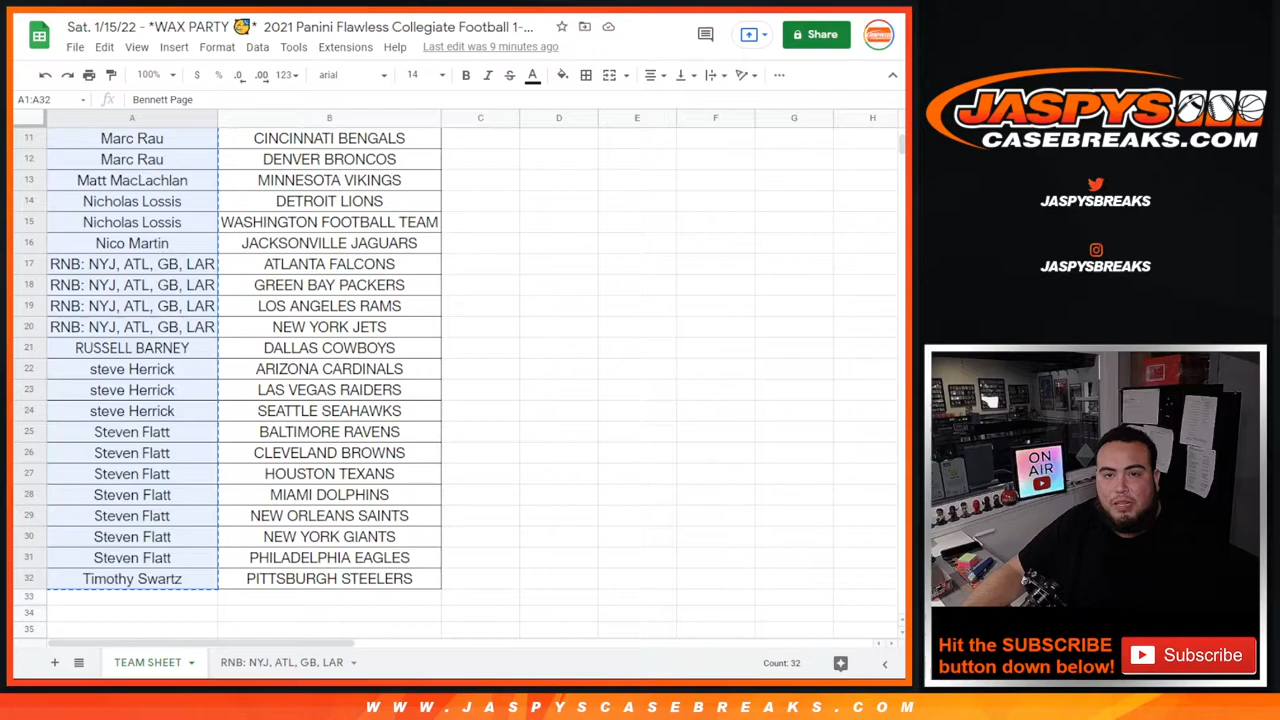 Sat. 1/15/22 - *WAX PARTY 🥳* 2021 Panini Flawless Collegiate Football 1-...
File Edit View Insert Format Data Tools Extensions Help Last edit was 9 minutes ago
Share
100% $ % .0 .00 123 arial 14 B I S A
A1:A32 fx Bennett Page
A B C D E F G H
11 Marc Rau CINCINNATI BENGALS
12 Marc Rau DENVER BRONCOS
13 Matt MacLachlan MINNESOTA VIKINGS
14 Nicholas Lossis DETROIT LIONS
15 Nicholas Lossis WASHINGTON FOOTBALL TEAM
16 Nico Martin JACKSONVILLE JAGUARS
17 RNB: NYJ, ATL, GB, LAR ATLANTA FALCONS
18 RNB: NYJ, ATL, GB, LAR GREEN BAY PACKERS
19 RNB: NYJ, ATL, GB, LAR LOS ANGELES RAMS
20 RNB: NYJ, ATL, GB, LAR NEW YORK JETS
21 RUSSELL BARNEY DALLAS COWBOYS
22 steve Herrick ARIZONA CARDINALS
23 steve Herrick LAS VEGAS RAIDERS
24 steve Herrick SEATTLE SEAHAWKS
25 Steven Flatt BALTIMORE RAVENS
26 Steven Flatt CLEVELAND BROWNS
27 Steven Flatt HOUSTON TEXANS
28 Steven Flatt MIAMI DOLPHINS
29 Steven Flatt NEW ORLEANS SAINTS
30 Steven Flatt NEW YORK GIANTS
31 Steven Flatt PHILADELPHIA EAGLES
32 Timothy Swartz PITTSBURGH STEELERS
33
34
35
TEAM SHEET RNB: NYJ, ATL, GB, LAR Count: 32
JASPYS
CASEBREAKS.COM
JASPYSBREAKS
JASPYSBREAKS
ON
AIR
Hit the SUBSCRIBE
button down below!
Subscribe
WWW.JASPYSCASEBREAKS.COM